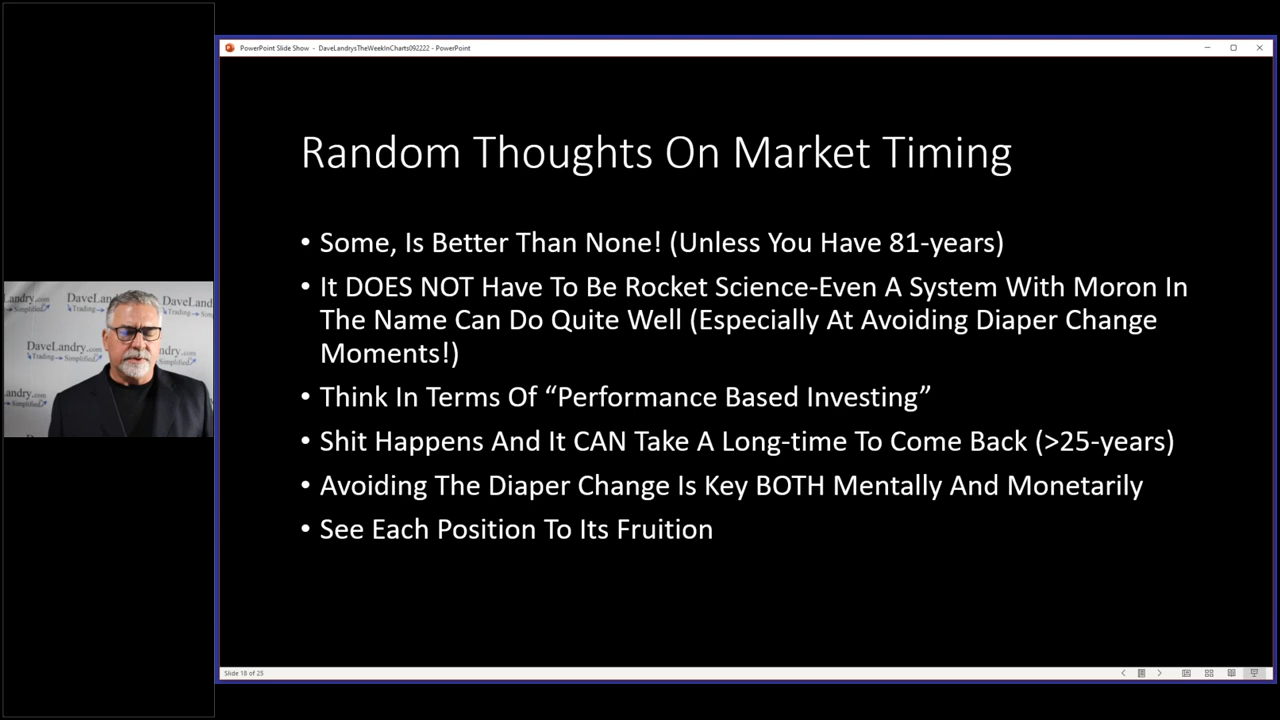 PowerPoint Slide Show - DaveLandrysTheWeekInCharts092222 - PowerPoint
Random Thoughts On Market Timing
• Some, Is Better Than None! (Unless You Have 81-years)
• It DOES NOT Have To Be Rocket Science-Even A System With Moron In
The Name Can Do Quite Well (Especially At Avoiding Diaper Change
Moments!)
• Think In Terms Of “Performance Based Investing”
• Shit Happens And It CAN Take A Long-time To Come Back (>25-years)
• Avoiding The Diaper Change Is Key BOTH Mentally And Monetarily
• See Each Position To Its Fruition
DaveLandry.com
Trading Simplified
Slide 18 of 25